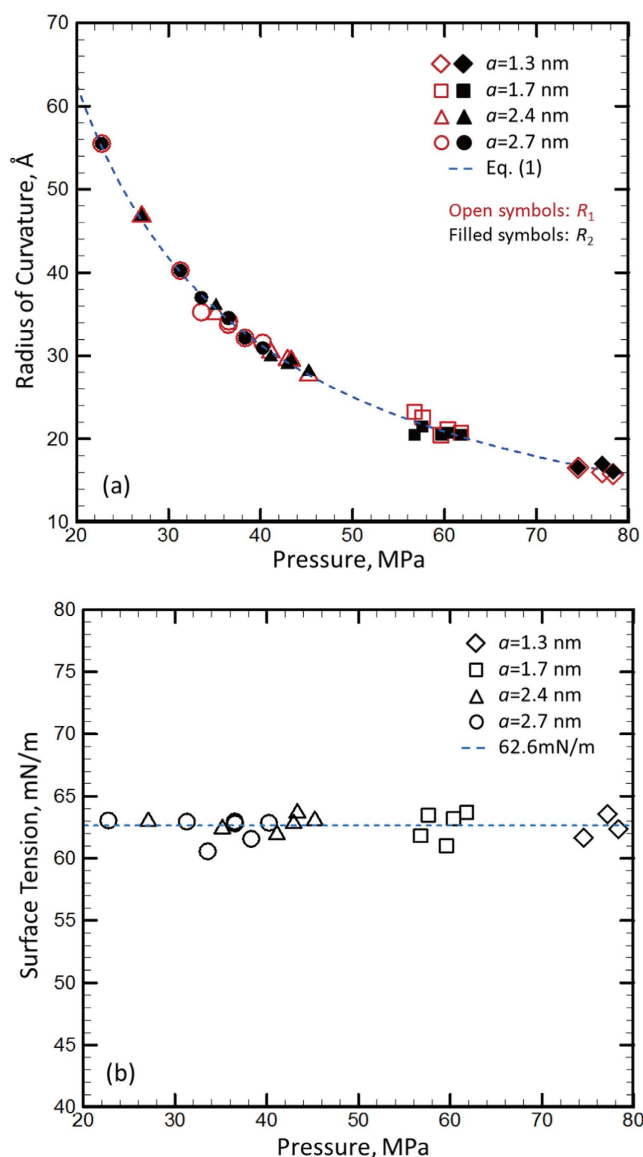 70
60
50
40
30
20
10
Radius of Curvature, Å
a=1.3 nm
a=1.7 nm
a=2.4 nm
a=2.7 nm
Eq. (1)
Open symbols: R₁
Filled symbols: R₂
(a)
20 30 40 50 60 70 80
Pressure, MPa
80
75
70
65
60
55
50
45
40
Surface Tension, mN/m
a=1.3 nm
a=1.7 nm
a=2.4 nm
a=2.7 nm
62.6mN/m
(b)
20 30 40 50 60 70 80
Pressure, MPa